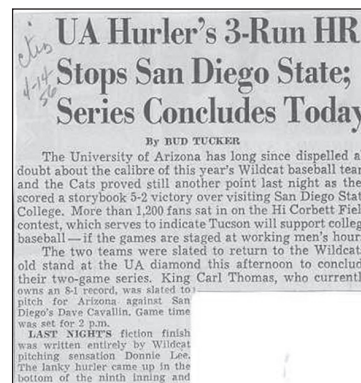 UA Hurler's 3-Run HR
Stops San Diego State;
Series Concludes Today
4-14
56
By BUD TUCKER
The University of Arizona has long since dispelled a
doubt about the calibre of this year's Wildcat baseball tea
and the Cats proved still another point last night as the
scored a storybook 5-2 victory over visiting San Diego Stat
College. More than 1,200 fans sat in on the Hi Corbett Fiel
contest, which serves to indicate Tucson will support colleg
baseball—if the games are staged at working men's hour
The two teams were slated to return to the Wildcat
old stand at the UA diamond this afternoon to conclud
their two-game series. King Carl Thomas, who currentl
owns an 8-1 record, was slated to
pitch for Arizona against San
Diego's Dave Cavallin. Game time
was set for 2 p.m.
LAST NIGHT'S fiction finish
was written entirely by Wildcat
pitching sensation Donnie Lee.
The lanky hurler came up in the
bottom of the ninth inning and